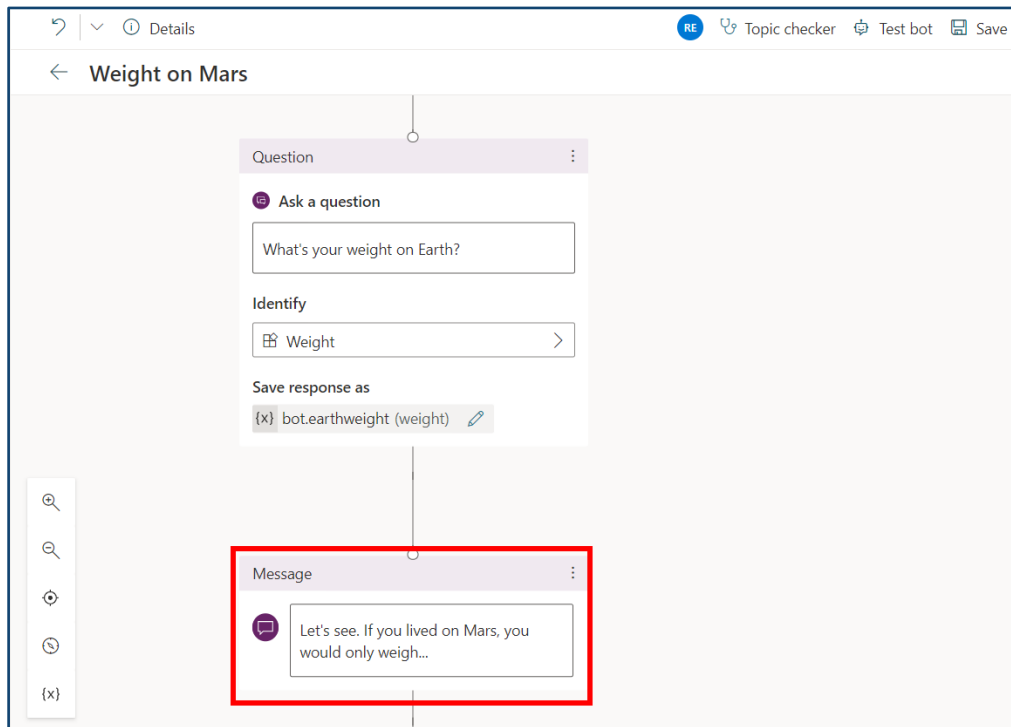 Details
RE
Topic checker
Test bot
Save
Weight on Mars
Question
Ask a question
What's your weight on Earth?
Identify
Weight
Save response as
{x} bot.earthweight (weight)
Message
Let's see. If you lived on Mars, you
would only weigh...
{x}